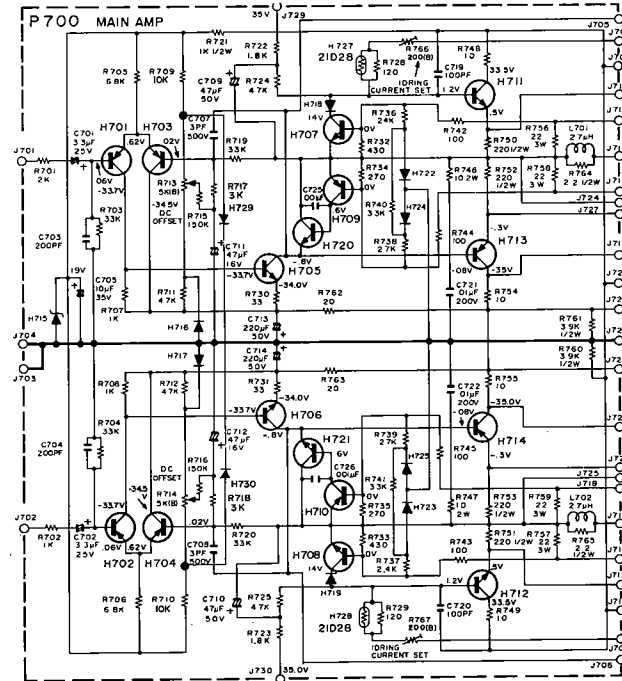 P700 MAIN AMP
35V J729
J705
R721
1K 1/2W
R722
1.8K
H727
21D28
R728
120
R766
200(B)
IDRING
CURRENT SET
C719
100PF
R748
10
33.5V
H711
R705
6.8K
R709
10K
C709
47µF
50V
R724
47K
1.2V
.5V
H701
H703
.62V
.02V
C707
3PF
500V
R719
33K
H718
14V
H707
0V
R736
24K
R732
430
R742
100
R750
220 1/2W
R756
22
3W
L701
2.7µH
C701
3.3µF
25V
J701
R701
2K
.06V
-33.7V
R703
33K
-34.5V
DC
OFFSET
R713
5K(B)
R715
150K
R717
3K
H729
C725
.001µF
.6V
H709
R734
270
0V
R740
3.3K
H722
H724
R746
10 2W
R752
220
1/2W
R758
22
3W
R764
2.2 1/2W
J724
J727
C703
200PF
H720
R738
2.7K
R744
100
-.3V
H713
C711
47µF
16V
-33.7V
H705
-.8V
-34.0V
-.08V
-35V
19V
C705
10µF
35V
R707
1K
R711
4.7K
R730
33
R762
20
C721
.01µF
200V
R754
10
H715
H716
C713
220µF
50V
R761
3.9K
1/2W
J704
J703
H717
C714
220µF
50V
R760
3.9K
1/2W
R708
1K
R712
4.7K
R731
33
R763
20
C722
.01µF
200V
R755
10
R704
33K
-33.7V
-34.0V
H706
-.8V
-.08V
-35.0V
H714
-.3V
C704
200PF
C712
47µF
16V
H721
.6V
R739
2.7K
H725
R745
100
J725
J718
DC
OFFSET
R716
150K
R714
5K(B)
-34.5
V
-33.7V
R718
3K
H730
C726
.001µF
0V
H710
R735
270
R741
3.3K
H723
R747
10
2W
R753
220
1/2W
R759
22
3W
L702
2.7µH
J702
R702
1K
C702
3.3µF
25V
.06V
.62V
.02V
H702
H704
R720
33K
C708
3PF
500V
H708
14V
H719
0V
R733
430
R737
2.4K
R743
100
R751
220 1/2W
R757
22
3W
R765
2.2
1/2W
R706
6.8K
R710
10K
C710
47µF
50V
R725
47K
R723
1.8K
1.2V
.5V
H712
33.5V
R749
10
H728
21D28
R729
120
R767
200(B)
IDRING
CURRENT SET
C720
100PF
J730 35.0V
J706